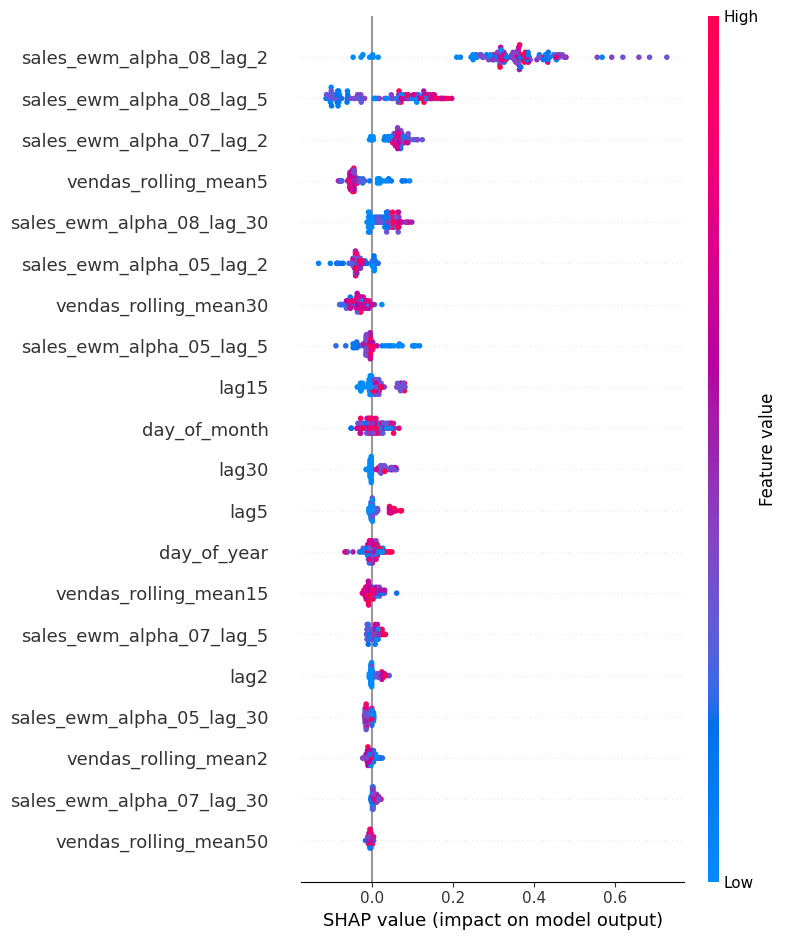 High
sales_ewm_alpha_08_lag_2
sales_ewm_alpha_08_lag_5
sales_ewm_alpha_07_lag_2
vendas_rolling_mean5
sales_ewm_alpha_08_lag_30
sales_ewm_alpha_05_lag_2
vendas_rolling_mean30
sales_ewm_alpha_05_lag_5
lag15
day_of_month
lag30
lag5
day_of_year
vendas_rolling_mean15
sales_ewm_alpha_07_lag_5
lag2
sales_ewm_alpha_05_lag_30
vendas_rolling_mean2
sales_ewm_alpha_07_lag_30
vendas_rolling_mean50
Feature value
Low
0.0 0.2 0.4 0.6
SHAP value (impact on model output)